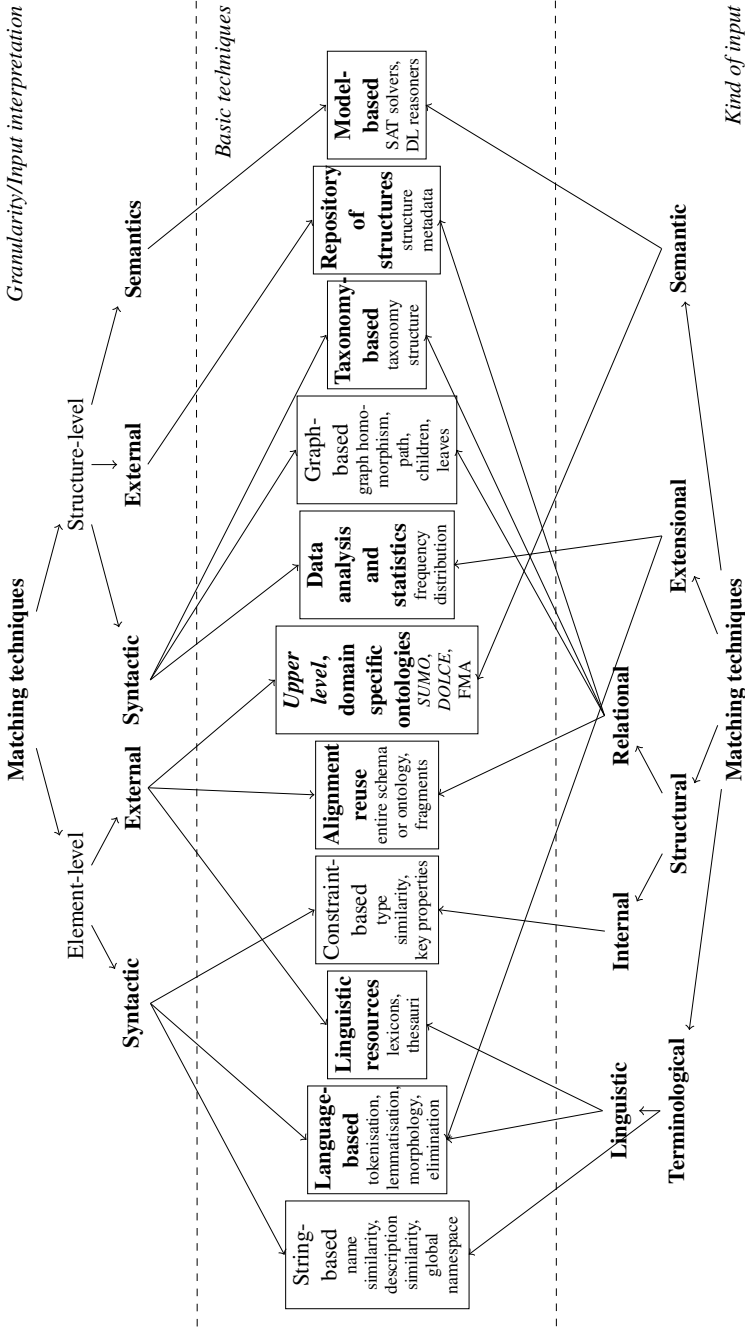 Granularity/Input interpretation
Matching techniques
Element-level
Structure-level
Syntactic
External
Syntactic
External
Semantics
Basic techniques
String-
based
name
similarity,
description
similarity,
global
namespace
Language-
based
tokenisation,
lemmatisation,
morphology,
elimination
Linguistic
resources
lexicons,
thesauri
Constraint-
based
type
similarity,
key properties
Alignment
reuse
entire schema
or ontology,
fragments
Upper
level,
domain
specific
ontologies
SUMO,
DOLCE,
FMA
Data
analysis
and
statistics
frequency
distribution
Graph-
based
graph homo-
morphism,
path,
children,
leaves
Taxonomy-
based
taxonomy
structure
Repository
of
structures
structure
metadata
Model-
based
SAT solvers,
DL reasoners
Linguistic
Internal
Relational
Terminological
Structural
Extensional
Semantic
Matching techniques
Kind of input